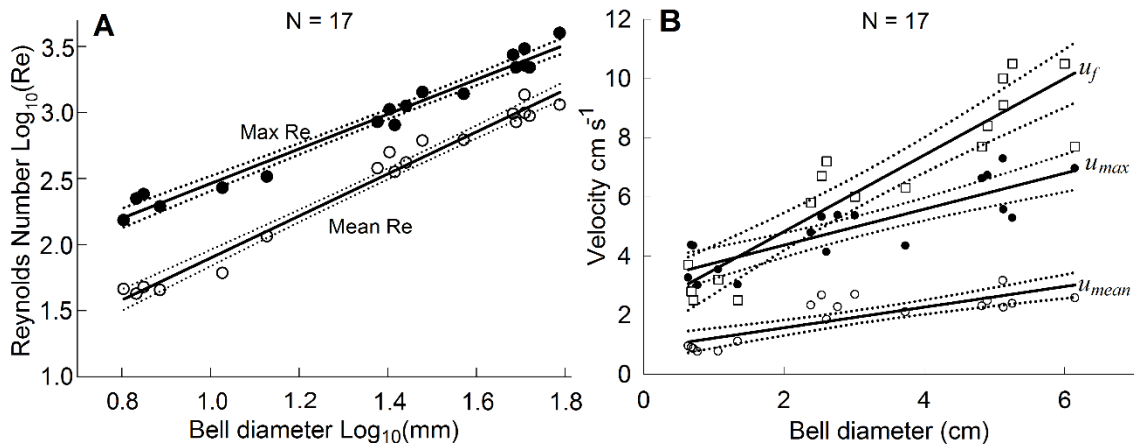 A
N = 17
Reynolds Number Log10(Re)
3.5
3.0
2.5
2.0
1.5
1.0
Max Re
Mean Re
0.8
1.0
1.2
1.4
1.6
1.8
Bell diameter Log10(mm)
B
N = 17
Velocity cm s-1
12
10
8
6
4
2
0
uf
umax
umean
0
2
4
6
Bell diameter (cm)